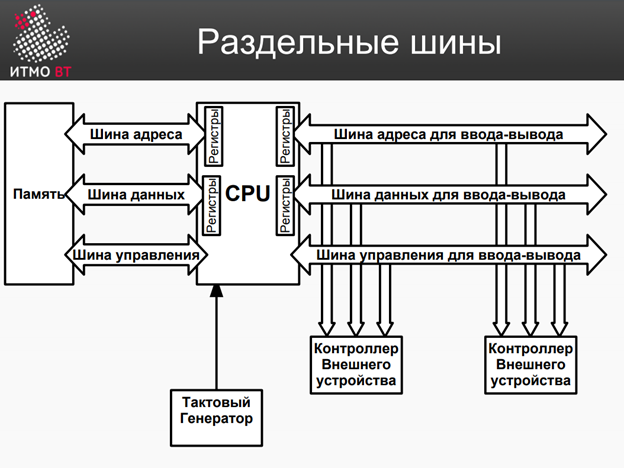 ИТМО ВТ
Раздельные шины
Память
Шина адреса
Шина данных
Шина управления
Регистры
Регистры
CPU
Регистры
Регистры
Шина адреса для ввода-вывода
Шина данных для ввода-вывода
Шина управления для ввода-вывода
Контроллер
Внешнего
устройства
Контроллер
Внешнего
устройства
Тактовый
Генератор